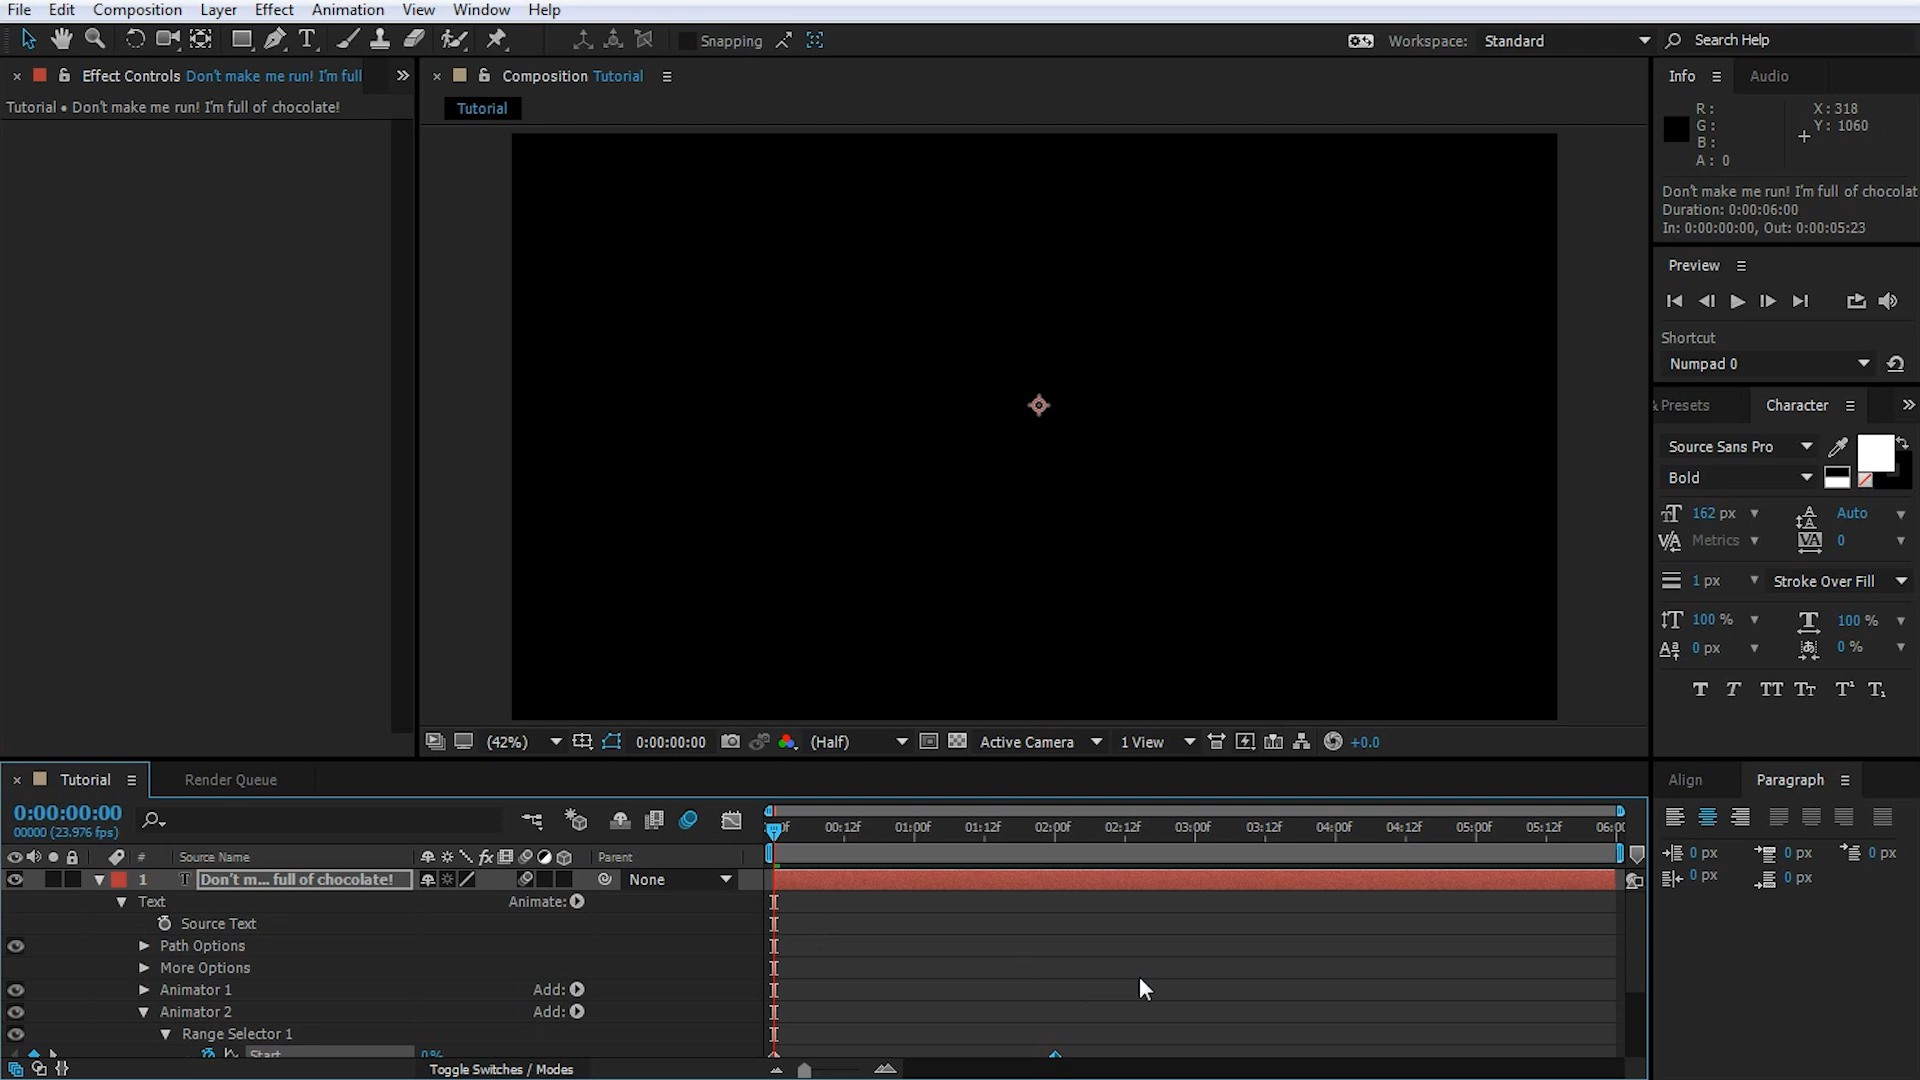 File Edit Composition Layer Effect Animation View Window Help
Snapping
Workspace: Standard
Search Help
Effect Controls Don't make me run! I'm full
Composition Tutorial
Info Audio
Tutorial • Don't make me run! I'm full of chocolate!
Tutorial
R :
G :
B :
A : 0
X : 318
Y : 1060
Don't make me run! I'm full of chocolat
Duration: 0:00:06:00
In: 0:00:00:00, Out: 0:00:05:23
Preview
Shortcut
Numpad 0
& Presets Character
Source Sans Pro
Bold
162 px Auto
Metrics 0
1 px Stroke Over Fill
100 % 100 %
0 px 0 %
(42%) 0:00:00:00 (Half) Active Camera 1 View +0.0
Tutorial Render Queue
Align Paragraph
0:00:00:00
00000 (23.976 fps)
00:12f 01:00f 01:12f 02:00f 02:12f 03:00f 03:12f 04:00f 04:12f 05:00f 05:12f
0 px 0 px 0 px
0 px 0 px
# Source Name fx Parent
1 T Don't m... full of chocolate! None
Text Animate:
Source Text
Path Options
More Options
Animator 1 Add:
Animator 2 Add:
Range Selector 1
Start 0%
Toggle Switches / Modes